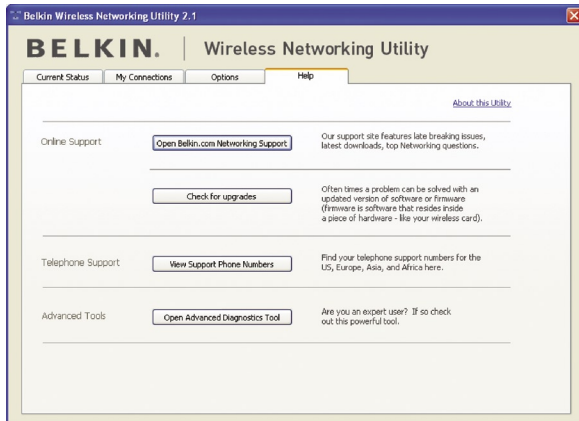 Belkin Wireless Networking Utility 2.1
BELKIN. Wireless Networking Utility
Current Status My Connections Options Help
About this Utility
Online Support
Open Belkin.com Networking Support
Our support site features late breaking issues,
latest downloads, top Networking questions.
Check for upgrades
Often times a problem can be solved with an
updated version of software or firmware
(firmware is software that resides inside
a piece of hardware - like your wireless card).
Telephone Support
View Support Phone Numbers
Find your telephone support numbers for the
US, Europe, Asia, and Africa here.
Advanced Tools
Open Advanced Diagnostics Tool
Are you an expert user? If so check
out this powerful tool.